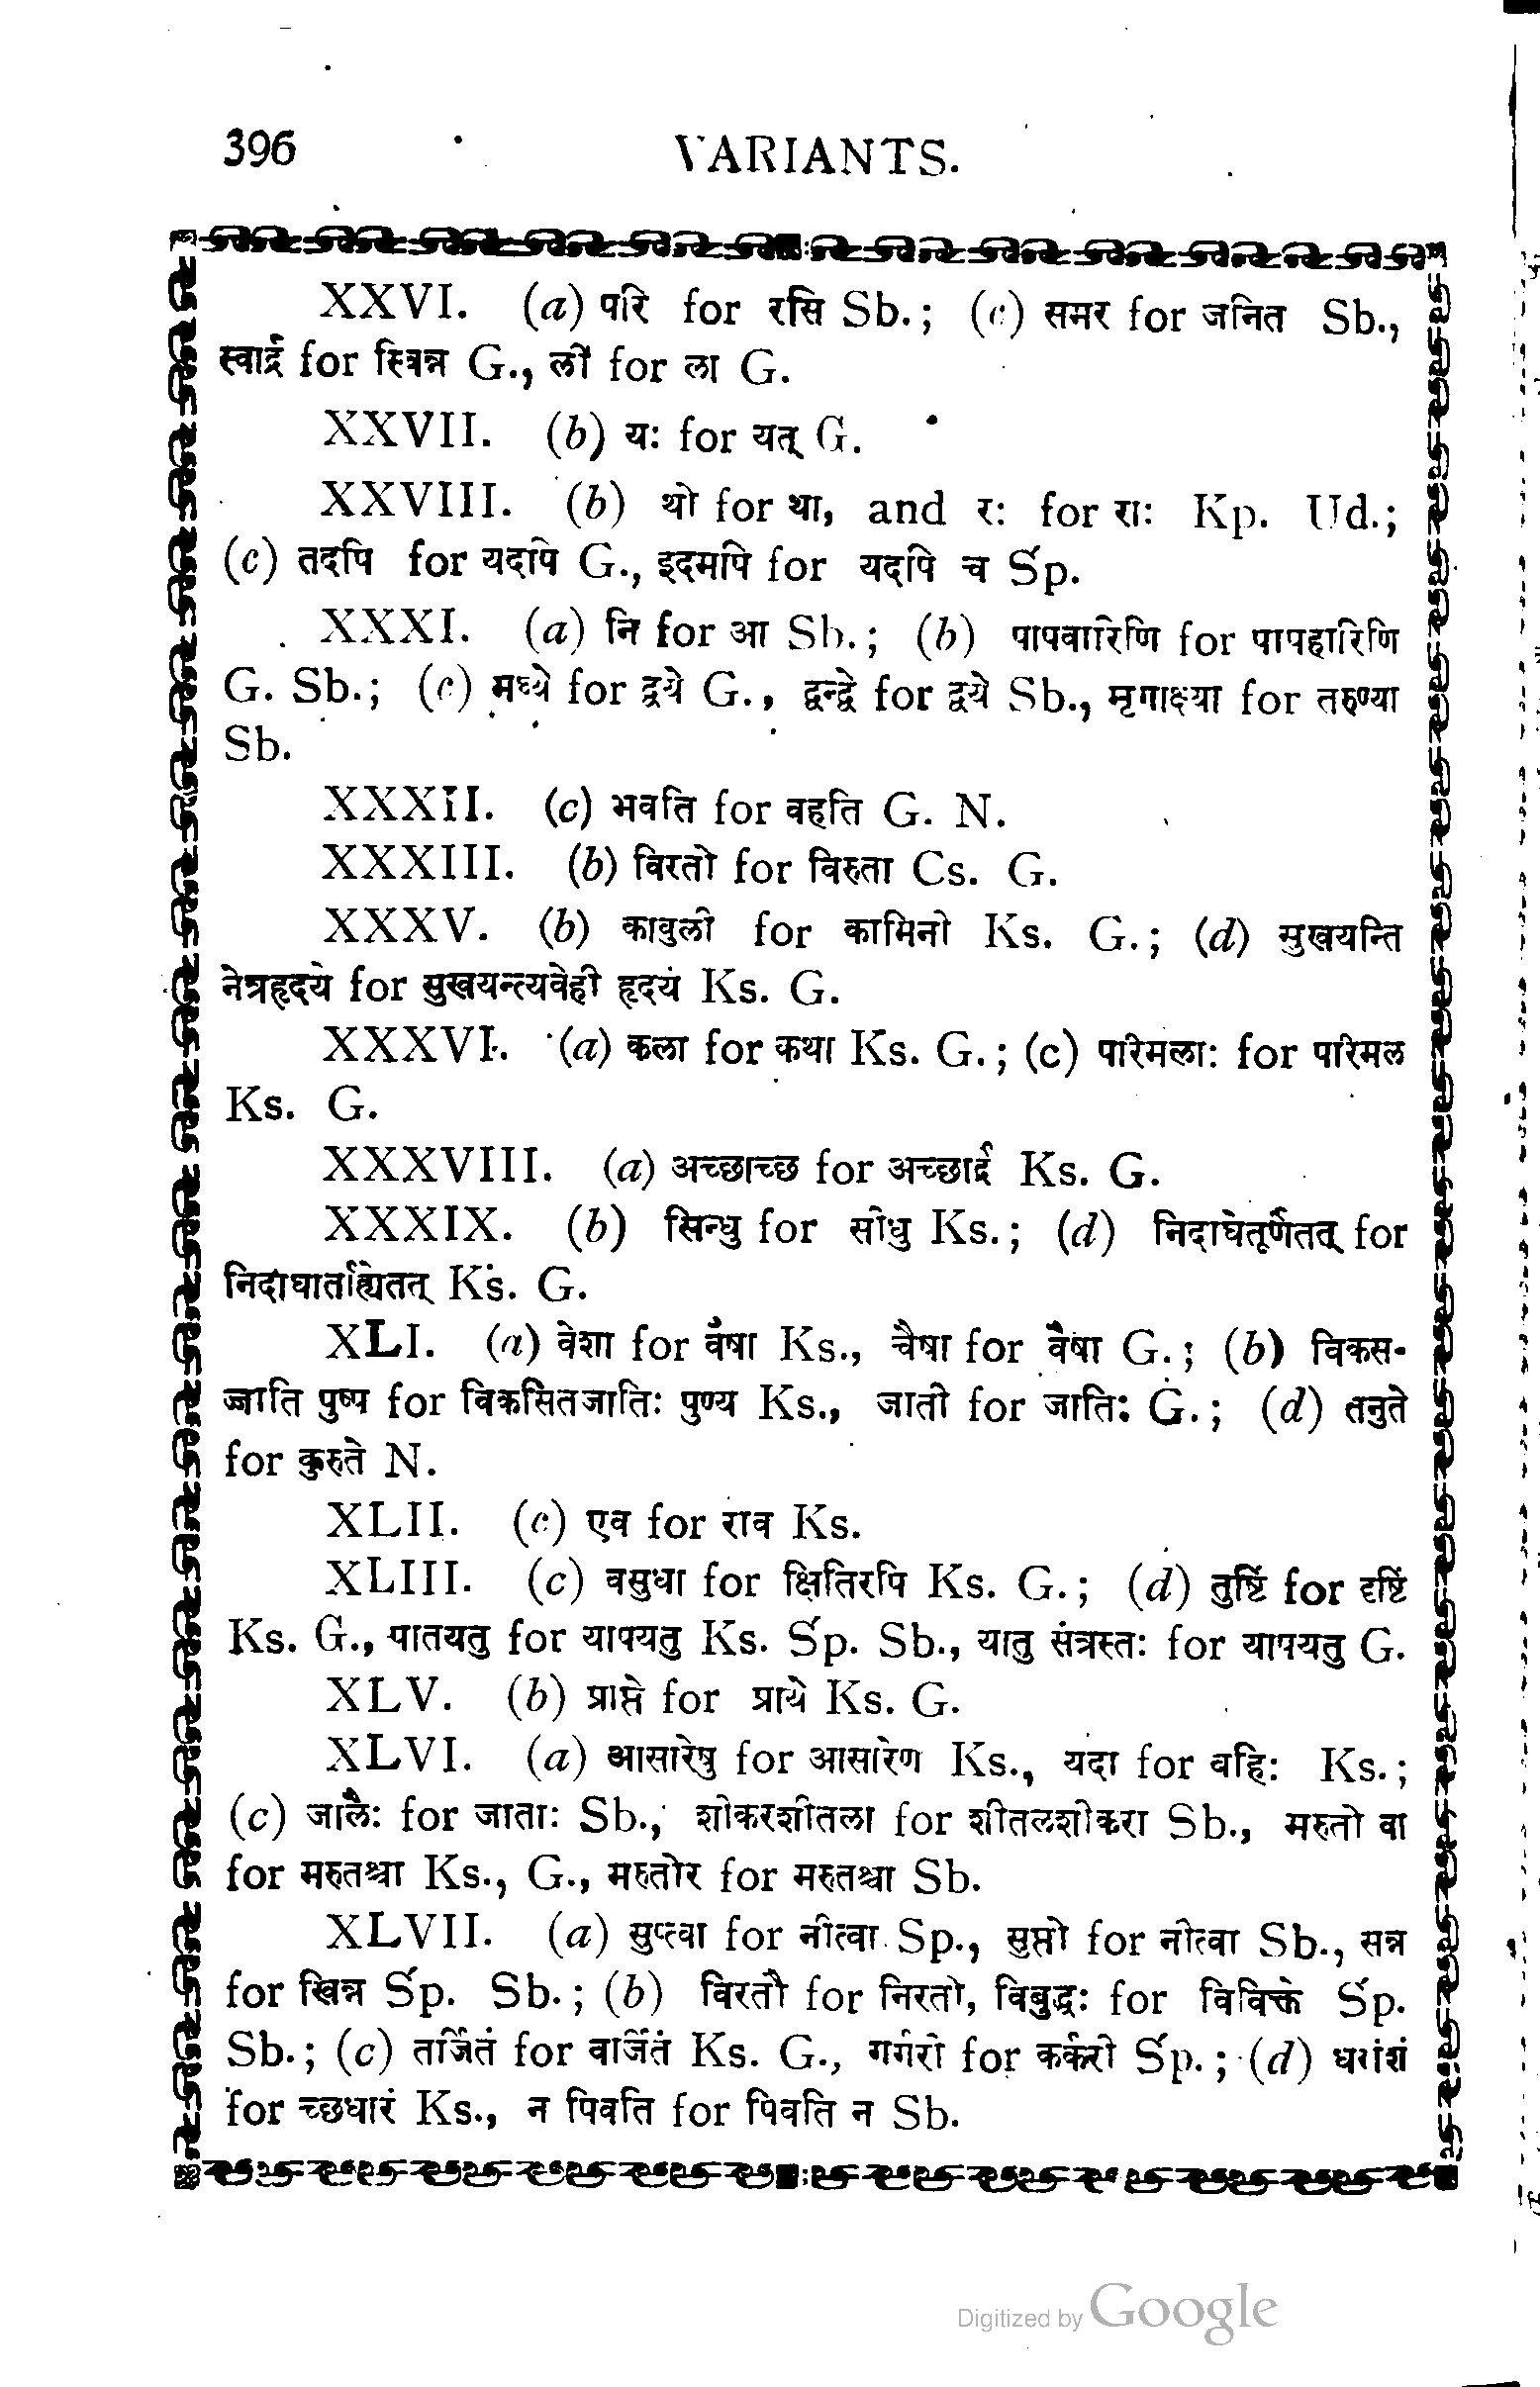 396 VARIANTS.
XXVI. (a) परि for रसि Sb.; (c) समर for जनित Sb.,
स्वार्द्र for स्विन्न G., ली for ला G.
XXVII. (b) यः for यत् G.
XXVIII. (b) थो for था, and रः for राः Kp. Ud.;
(c) तदपि for यदपि G., इदमपि for यदपि च Śp.
XXXI. (a) नि for आ Sb.; (b) पापवारिणि for पापहारिणि
G. Sb.; (c) मध्ये for द्वये G., द्वन्द्वे for द्वये Sb., मृगाक्ष्या for तरुण्या
Sb.
XXXII. (c) भवति for वहति G. N.
XXXIII. (b) विरतो for विरुता Cs. G.
XXXV. (b) कावुली for कामिनो Ks. G.; (d) मुखयन्ति
नेत्रहृदये for सुखयन्त्यवेही हृदयं Ks. G.
XXXVI. (a) कला for कथा Ks. G.; (c) परिमलाः for परिमल
Ks. G.
XXXVIII. (a) अच्छाच्छ for अच्छार्द्र Ks. G.
XXXIX. (b) सिन्धु for सीधु Ks.; (d) निदाघेतूर्णेतत् for
निदाघार्ताह्येतत् Ks. G.
XLI. (a) वेशा for वैषा Ks., चैषा for वैषा G.; (b) विकस-
ज्जाति पुष्प for विकसितजातिः पुण्य Ks., जाती for जातिः G.; (d) तनुते
for कुरुते N.
XLII. (c) एव for राव Ks.
XLIII. (c) वसुधा for क्षितिरपि Ks. G.; (d) तुष्टिं for दृष्टिं
Ks. G., पातयतु for यापयतु Ks. Śp. Sb., यातु संत्रस्तः for यापयतु G.
XLV. (b) प्राप्ते for प्राये Ks. G.
XLVI. (a) आसारेषु for आसारेण Ks., यदा for वहिः Ks.;
(c) जालैः for जाताः Sb., शीकरशीतला for शीतलशीकरा Sb., मरुतो वा
for मरुतश्चा Ks., G., मरुतोर for मरुतश्चा Sb.
XLVII. (a) सुप्त्वा for नीत्वा Sp., सुप्तो for नीत्वा Sb., सन्न
for खिन्न Śp. Sb.; (b) विरतौ for निरतो, विबुद्धः for विविक्ते Śp.
Sb.; (c) तर्जितं for वर्जितं Ks. G., गर्गरी for कर्करी Śp.; (d)
for च्छधारं Ks., न पिवति for पिवति न Sb.
Digitized by Google